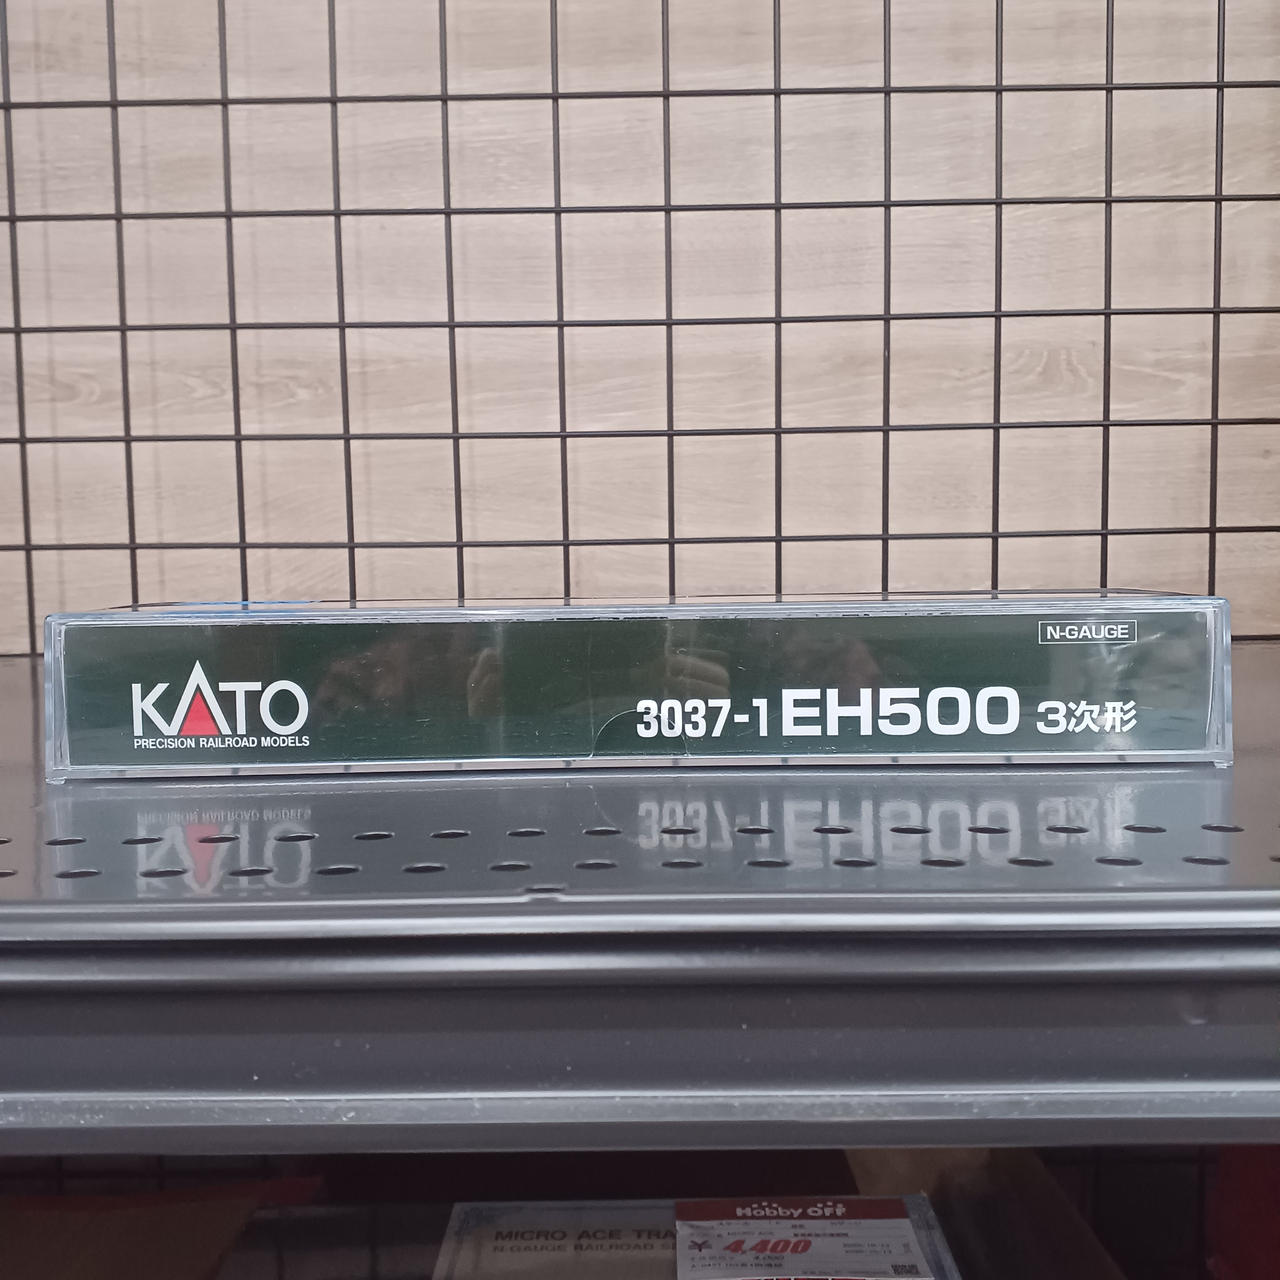 N-GAUGE
KATO
PRECISION RAILROAD MODELS
3037-1 EH500 3次形
Hobby OFF
MICRO ACE TRA
N-GAUGE RAILROAD S
¥ 4,400